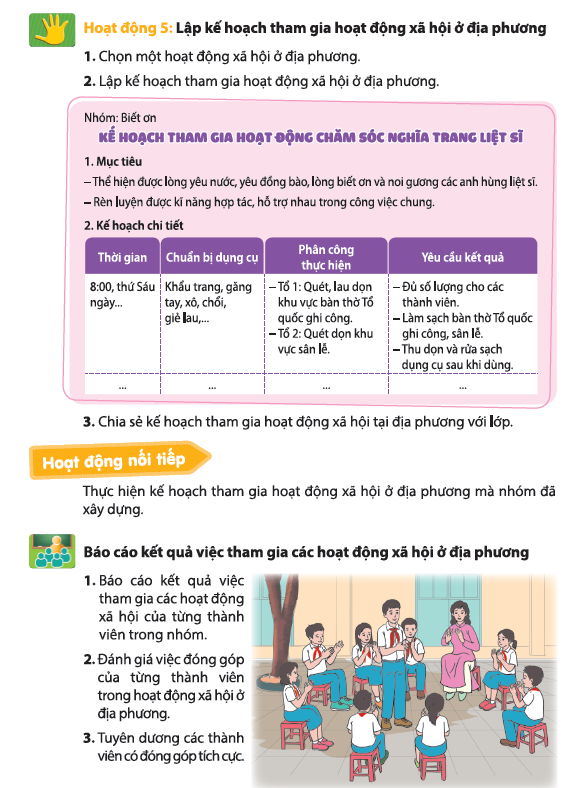 Hoạt động 5: Lập kế hoạch tham gia hoạt động xã hội ở địa phương
1. Chọn một hoạt động xã hội ở địa phương.
2. Lập kế hoạch tham gia hoạt động xã hội ở địa phương.
Nhóm: Biết ơn
KẾ HOẠCH THAM GIA HOẠT ĐỘNG CHĂM SÓC NGHĨA TRANG LIỆT SĨ
1. Mục tiêu
– Thể hiện được lòng yêu nước, yêu đồng bào, lòng biết ơn và noi gương các anh hùng liệt sĩ.
– Rèn luyện được kĩ năng hợp tác, hỗ trợ nhau trong công việc chung.
2. Kế hoạch chi tiết
Thời gian
Chuẩn bị dụng cụ
Phân công
thực hiện
Yêu cầu kết quả
8:00, thứ Sáu
ngày...
Khẩu trang, găng
tay, xô, chổi,
giẻ lau,...
– Tổ 1: Quét, lau dọn
khu vực bàn thờ Tổ
quốc ghi công.
– Tổ 2: Quét dọn khu
vực sân lễ.
– Đủ số lượng cho các
thành viên.
– Làm sạch bàn thờ Tổ quốc
ghi công, sân lễ.
– Thu dọn và rửa sạch
dụng cụ sau khi dùng.
... ... ... ...
3. Chia sẻ kế hoạch tham gia hoạt động xã hội tại địa phương với lớp.
Hoạt động nối tiếp
Thực hiện kế hoạch tham gia hoạt động xã hội ở địa phương mà nhóm đã
xây dựng.
Báo cáo kết quả việc tham gia các hoạt động xã hội ở địa phương
1. Báo cáo kết quả việc
tham gia các hoạt động
xã hội của từng thành
viên trong nhóm.
2. Đánh giá việc đóng góp
của từng thành viên
trong hoạt động xã hội ở
địa phương.
3. Tuyên dương các thành
viên có đóng góp tích cực.